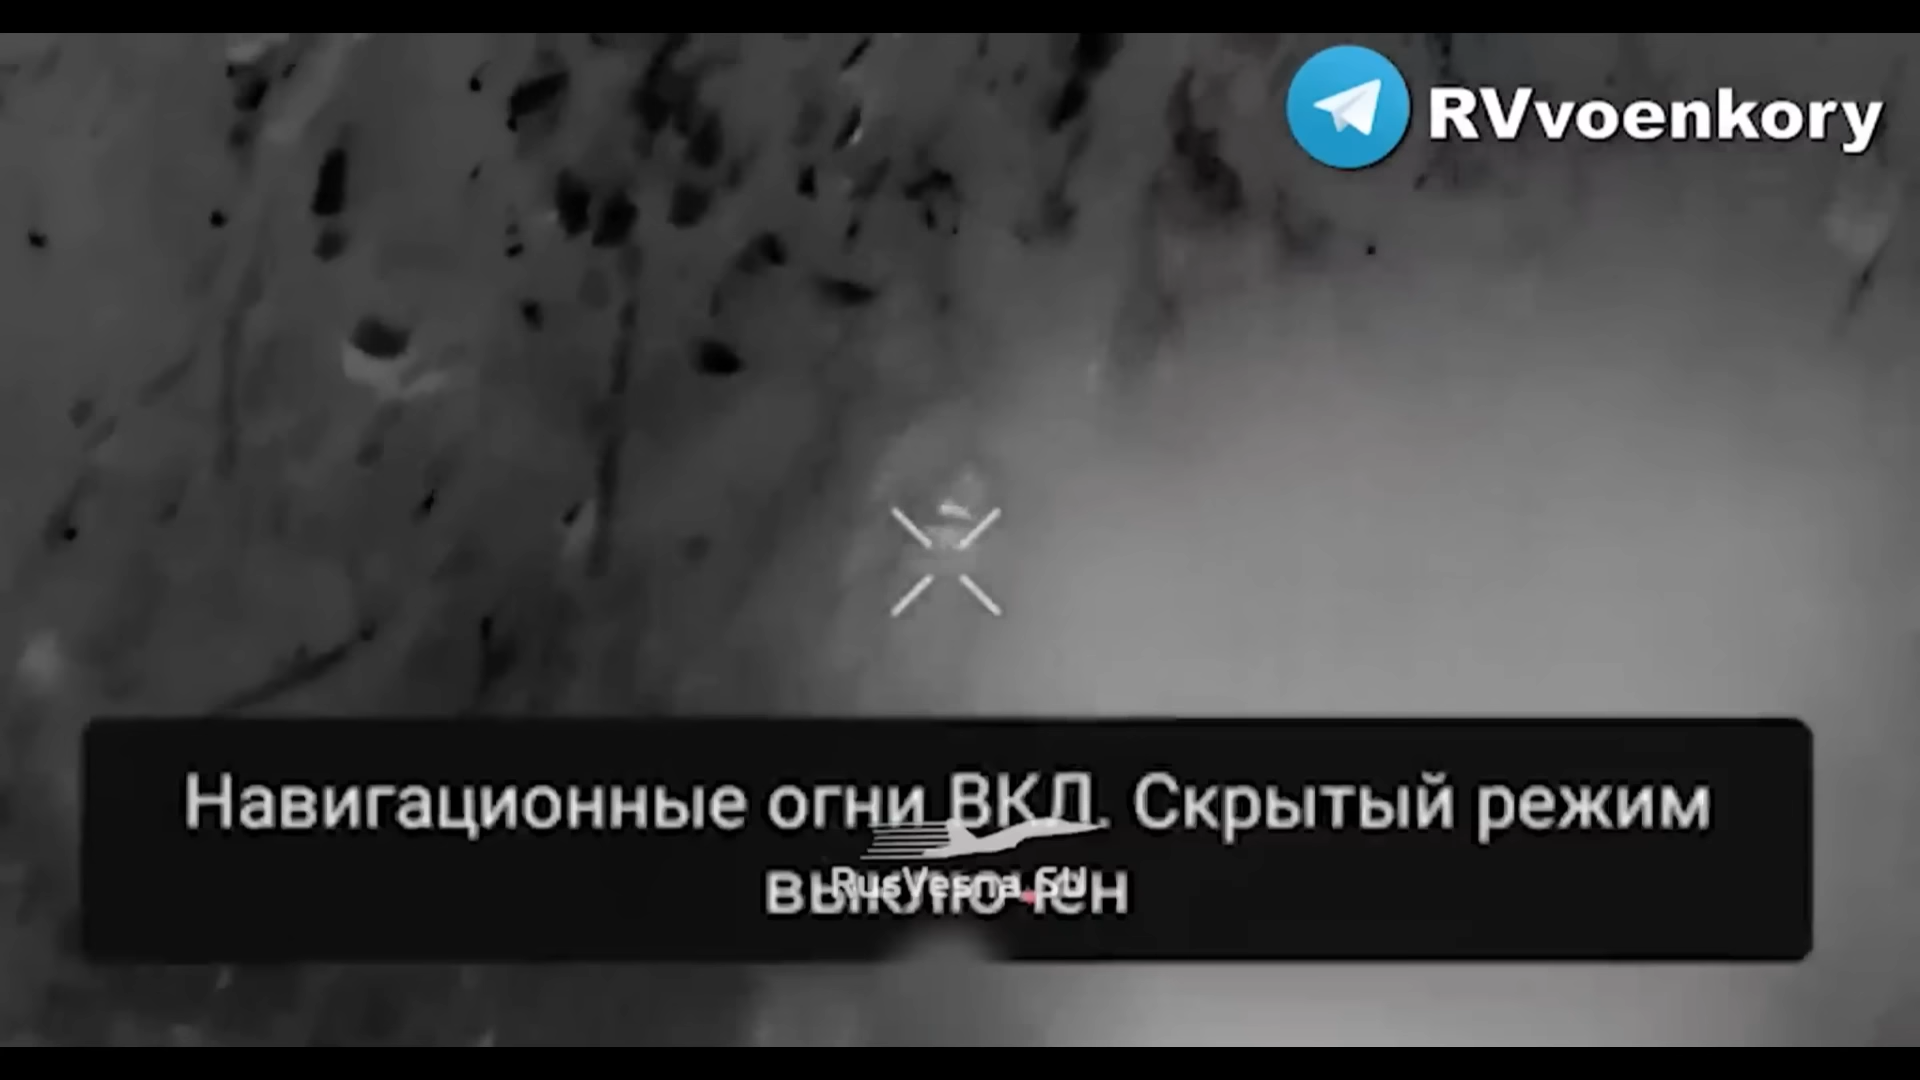 RVvoenkory
Навигационные огни ВКЛ. Скрытый режим
выключен
RusVesna.SU